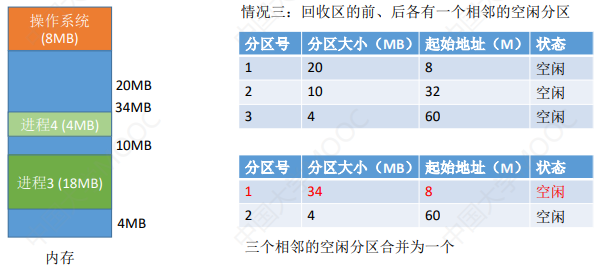 操作系统
(8MB)
20MB
34MB
进程4 (4MB)
10MB
进程3 (18MB)
4MB
内存
情况三：回收区的前、后各有一个相邻的空闲分区
分区号 分区大小（MB） 起始地址（M） 状态
1 20 8 空闲
2 10 32 空闲
3 4 60 空闲
分区号 分区大小（MB） 起始地址（M） 状态
1 34 8 空闲
2 4 60 空闲
三个相邻的空闲分区合并为一个